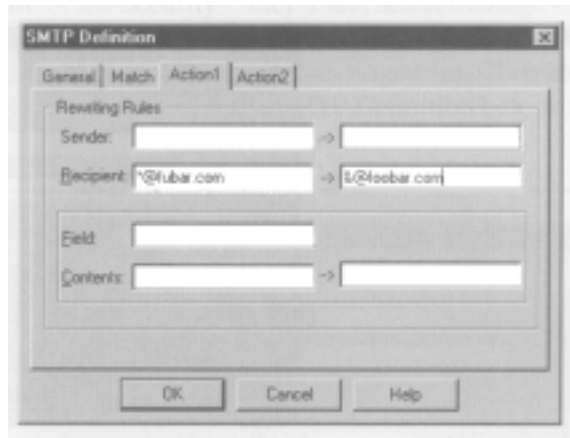 SMTP Definition
General Match Action1 Action2
Rewriting Rules
Sender: ->
Recipient: *@fubar.com -> &@foobar.com
Field:
Contents: ->
OK Cancel Help